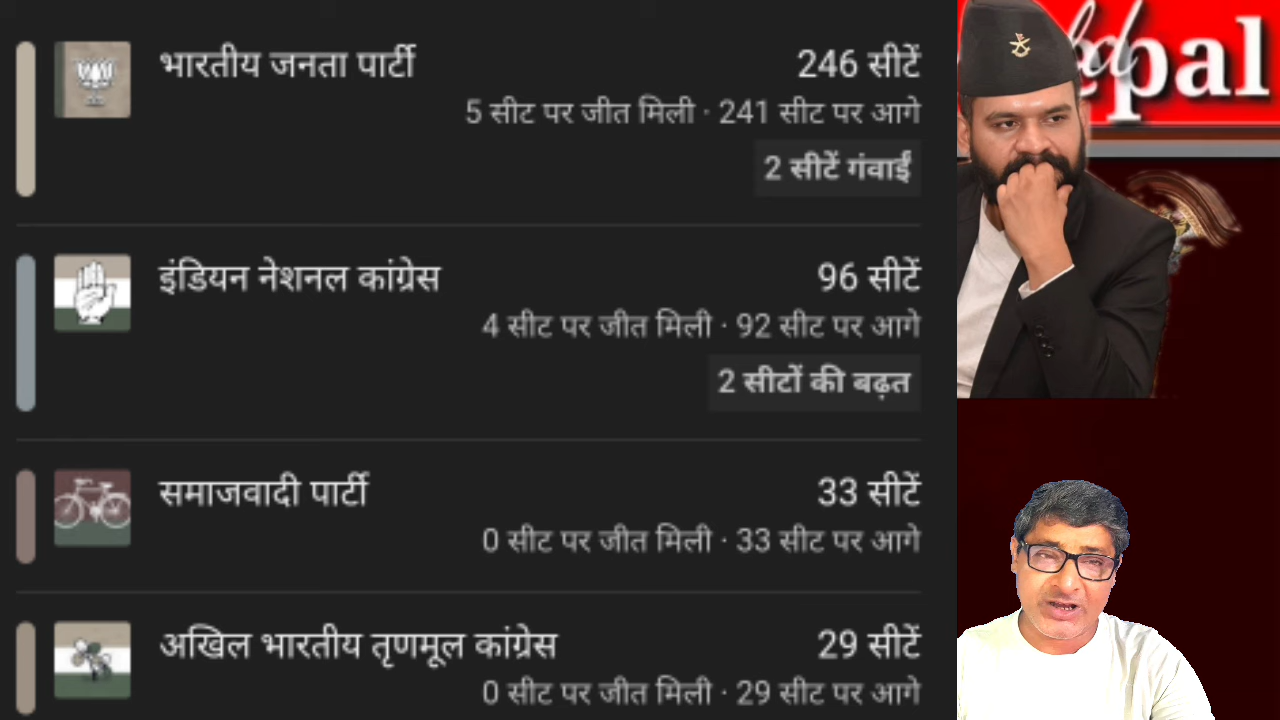 भारतीय जनता पार्टी
246 सीटें
5 सीट पर जीत मिली · 241 सीट पर आगे
2 सीटें गंवाईं
इंडियन नेशनल कांग्रेस
96 सीटें
4 सीट पर जीत मिली · 92 सीट पर आगे
2 सीटों की बढ़त
समाजवादी पार्टी
33 सीटें
0 सीट पर जीत मिली · 33 सीट पर आगे
अखिल भारतीय तृणमूल कांग्रेस
29 सीटें
0 सीट पर जीत मिली · 29 सीट पर आगे
epal